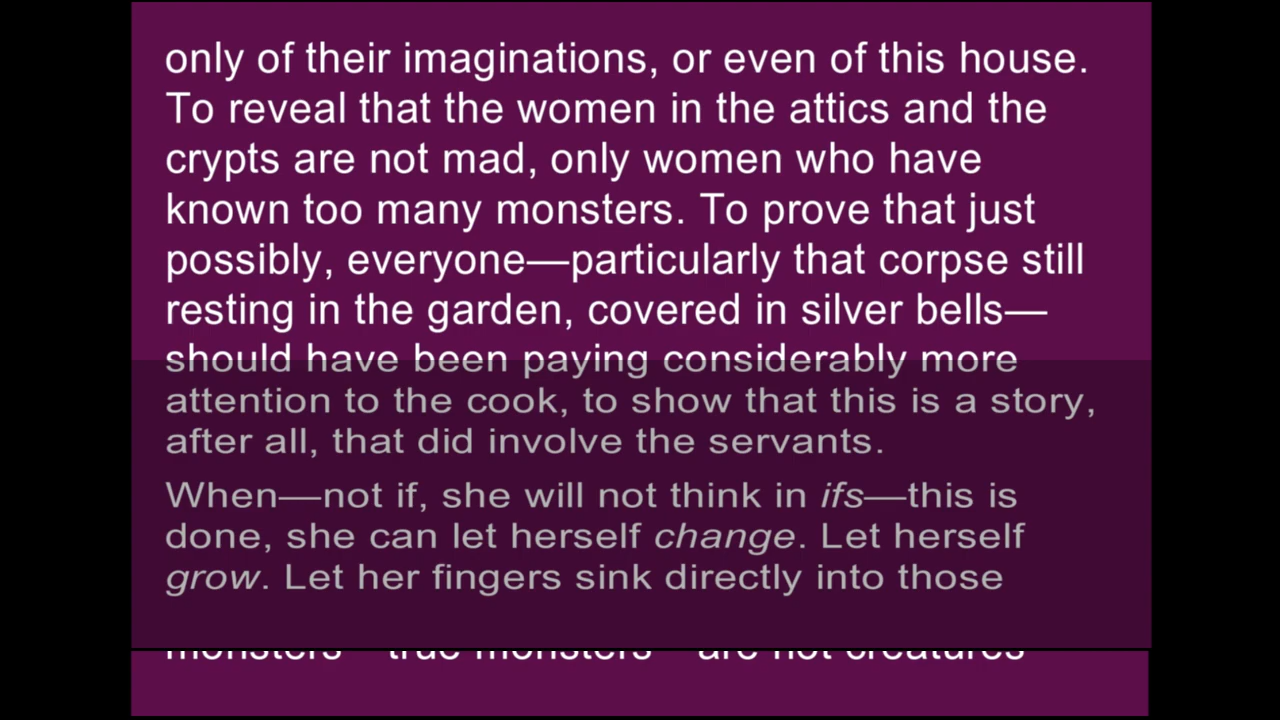 only of their imaginations, or even of this house.
To reveal that the women in the attics and the
crypts are not mad, only women who have
known too many monsters. To prove that just
possibly, everyone—particularly that corpse still
resting in the garden, covered in silver bells—
should have been paying considerably more
attention to the cook, to show that this is a story,
after all, that did involve the servants.
When—not if, she will not think in ifs—this is
done, she can let herself change. Let herself
grow. Let her fingers sink directly into those
monsters—true monsters—are not creatures